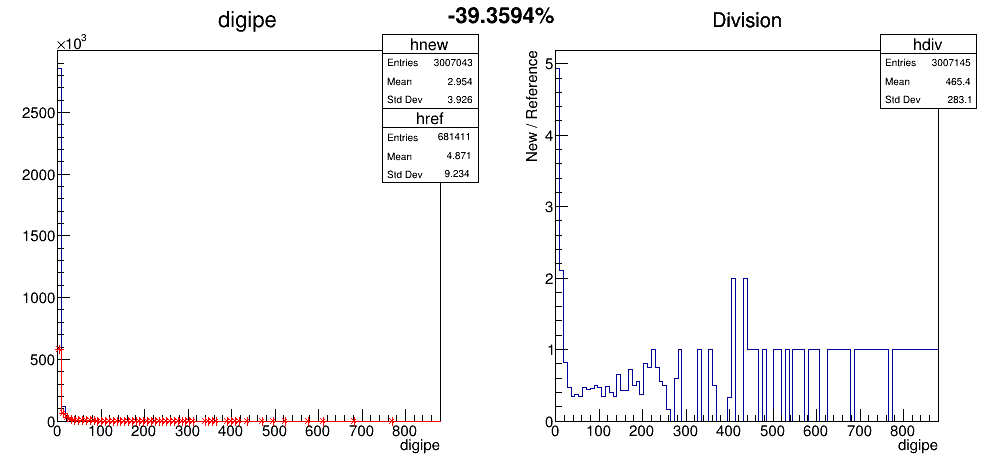 -39.3594%
digipe
×10³
hnew
Entries 3007043
Mean 2.954
Std Dev 3.926
href
Entries 681411
Mean 4.871
Std Dev 9.234
2500
2000
1500
1000
500
0
0 100 200 300 400 500 600 700 800
digipe
Division
hdiv
Entries 3007145
Mean 465.4
Std Dev 283.1
New / Reference
5
4
3
2
1
0
0 100 200 300 400 500 600 700 800
digipe